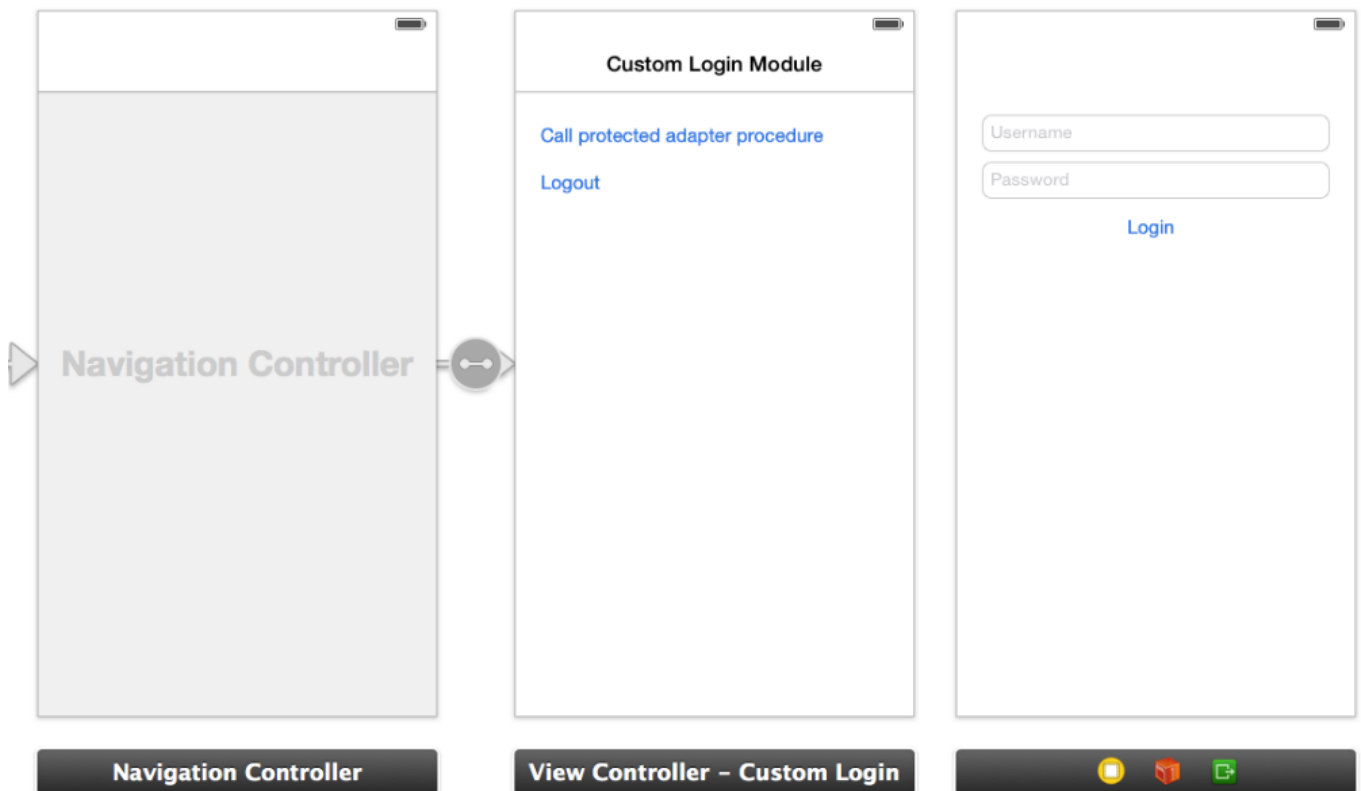 Navigation Controller
Navigation Controller
Custom Login Module
Call protected adapter procedure
Logout
View Controller – Custom Login
Username
Password
Login